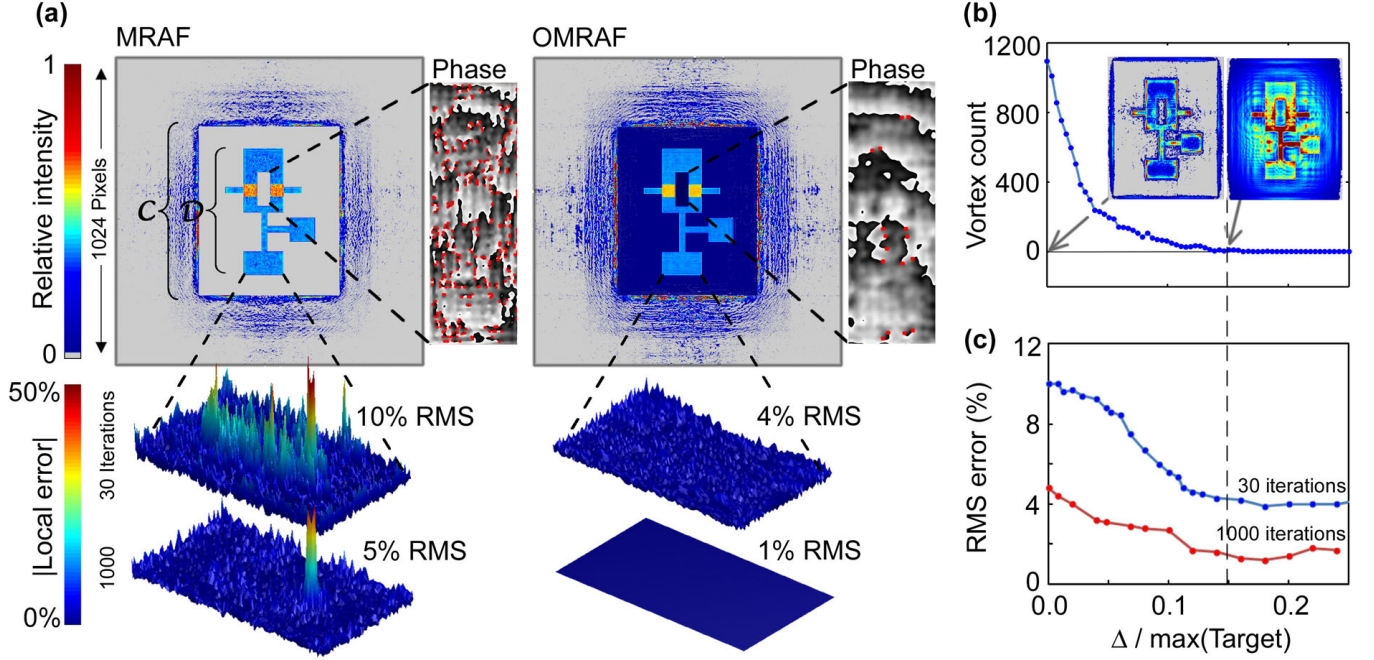 (a)
MRAF
OMRAF
Phase
Phase
1
Relative intensity
0
1024 Pixels
C
D
50%
|Local error|
0%
30 Iterations
1000
10% RMS
5% RMS
4% RMS
1% RMS
(b)
1200
800
400
0
Vortex count
(c)
12
8
4
0
RMS error (%)
30 iterations
1000 iterations
0.0
0.1
0.2
Δ / max(Target)